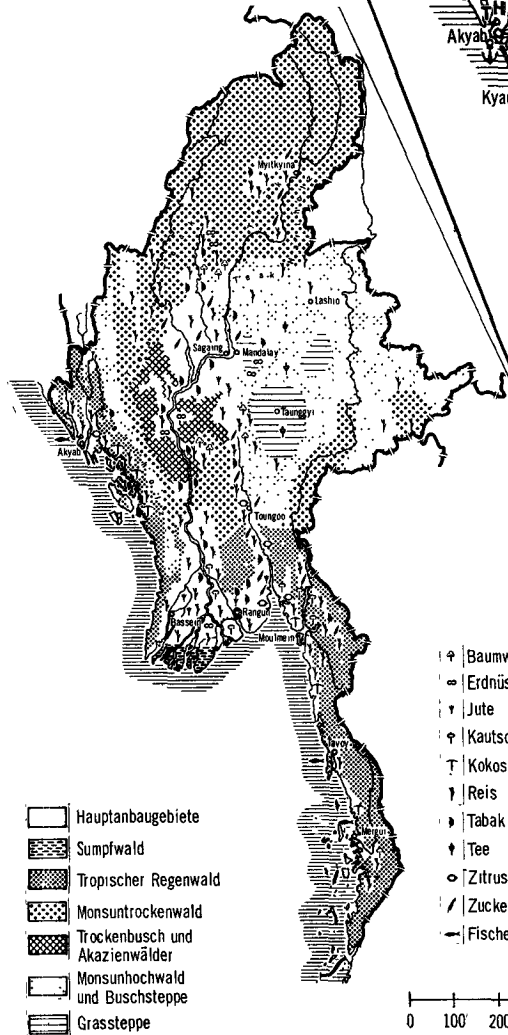 Akyab
Kyau
Myitkyina
Lashio
Sagaing
Mandalay
Taunggyi
Akyab
Toungoo
Bassein
Rangun
Moulmein
Tavoy
Mergui
Baumw
Erdnüs
Jute
Kautsc
Kokos
Reis
Tabak
Tee
Zitrus
Zucke
Fische
Hauptanbaugebiete
Sumpfwald
Tropischer Regenwald
Monsuntrockenwald
Trockenbusch und
Akazienwälder
Monsunhochwald
und Buschsteppe
Grassteppe
0 100 200